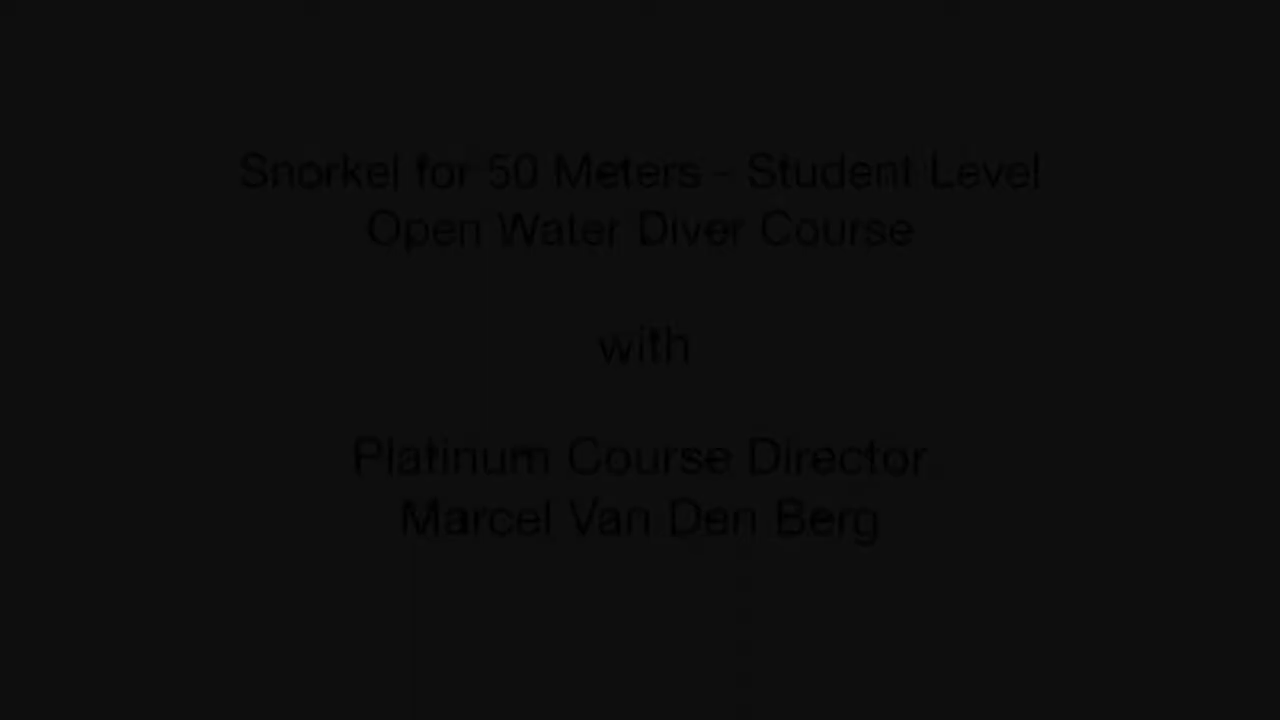 Snorkel for 50 Meters - Student Level
Open Water Diver Course
with
Platinum Course Director
Marcel Van Den Berg